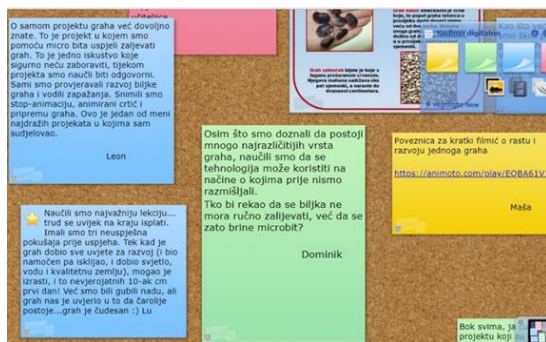 O samom projektu graha već dovoljno
znate. To je projekt u kojem smo
pomoću micro bita uspjeli zaljevati
grah. To je jedno iskustvo koje
sigurno neću zaboraviti, tijekom
projekta smo naučili biti odgovorni.
Sami smo provjeravali razvoj biljke
graha i vodili zapažanja. Snimili smo
stop-animaciju, animirani crtić i
pripremu graha. Ovo je jedan od meni
najdražih projekata u kojima sam
sudjelovao.
Leon
Naučili smo najvažniju lekciju...
trud se uvijek na kraju isplati.
Imali smo tri neuspješna
pokušaja prije uspjeha. Tek kad je
grah dobio sve uvjete za razvoj (i bio
namočen pa isklijao, i dobio svjetlo,
vodu i kvalitetnu zemlju), mogao je
izrasti, i to nevjerojatnih 10-ak cm
prvi dan! Već smo bili gubili nadu, ali
grah nas je uvjerio u to da čarolije
postoje...grah je čudesan :) Lu
Osim što smo doznali da postoji
mnogo najrazličitijih vrsta
graha, naučili smo da se
tehnologija može koristiti na
načine o kojima prije nismo
razmišljali.
Tko bi rekao da se biljka ne
mora ručno zalijevati, već da se
zato brine microbit?
Dominik
Sadimo digitalno
Highlight New
Poveznica za kratki filmić o rastu i
razvoju jednoga graha
https://animoto.com/play/EQBA61V
Maša
Bok svima, ja
projektu koji